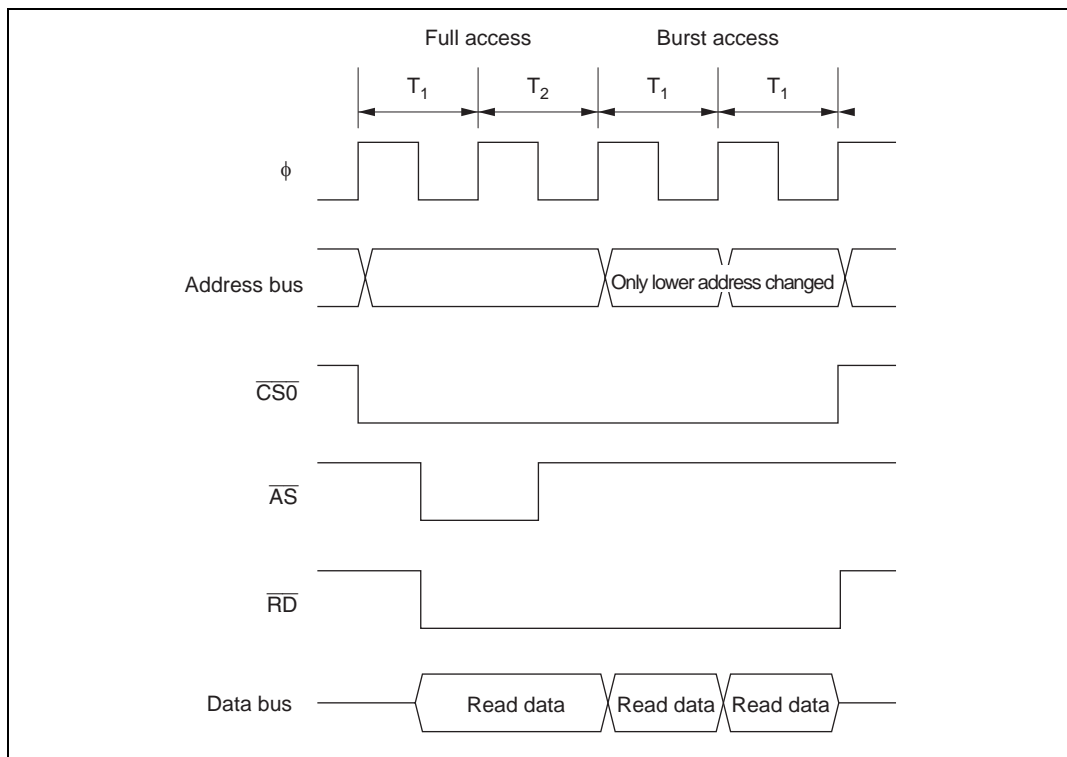 Full access Burst access
T1 T2 T1 T1
ϕ
Address bus Only lower address changed
CS0
AS
RD
Data bus Read data Read data Read data